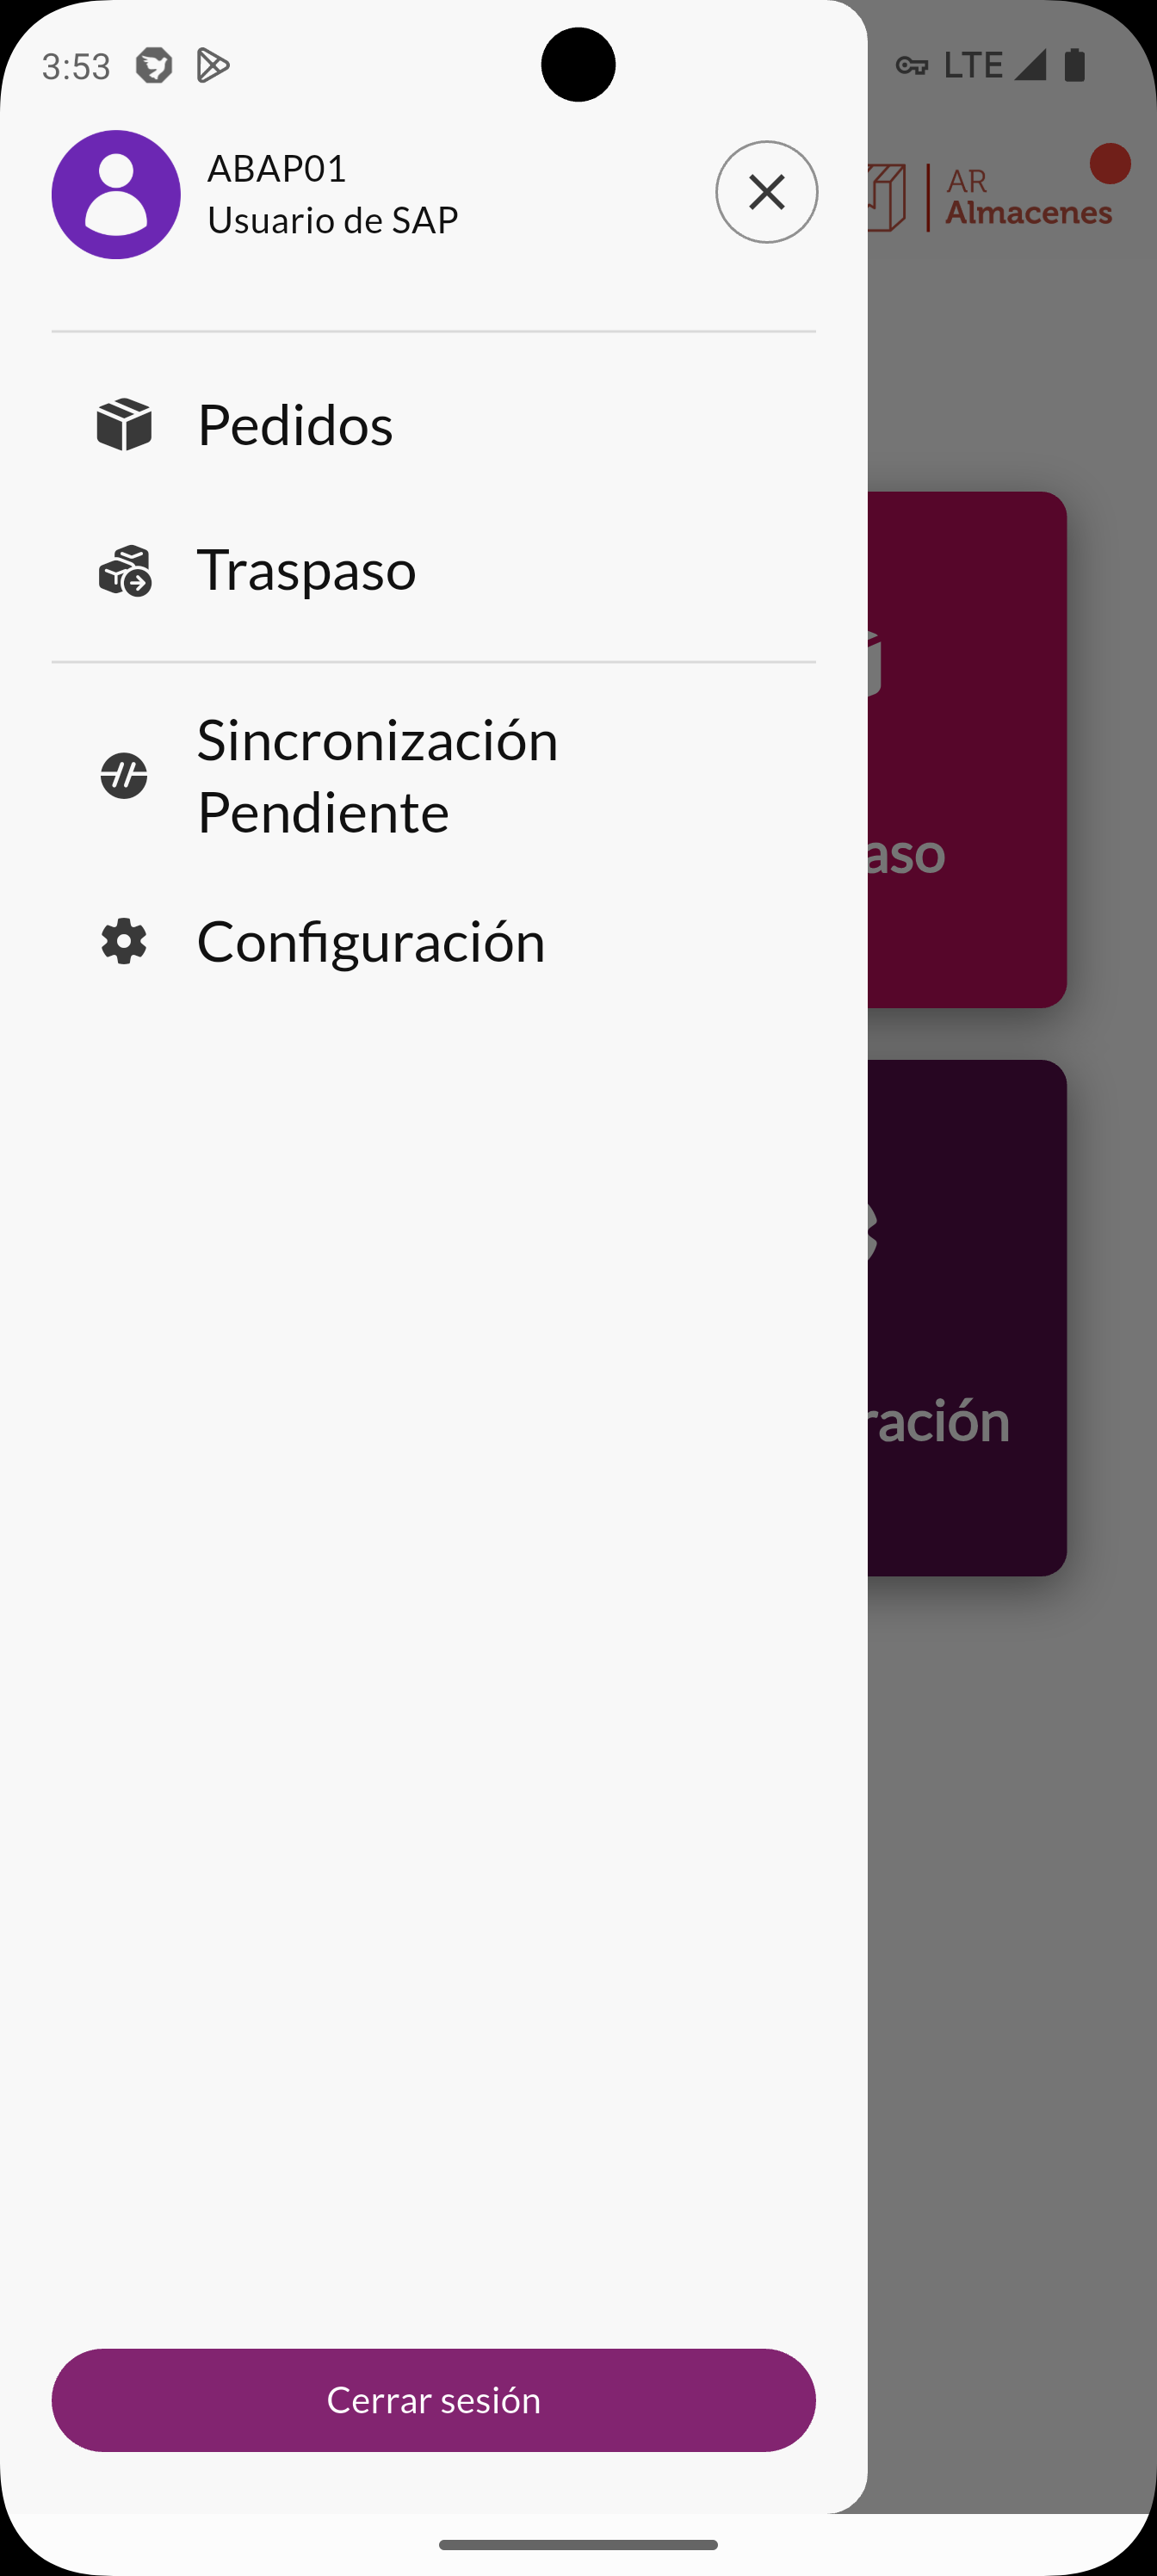 3:53
LTE
ABAP01
Usuario de SAP
AR
Almacenes
Pedidos
Traspaso
Sincronización
Pendiente
aso
Configuración
ración
Cerrar sesión